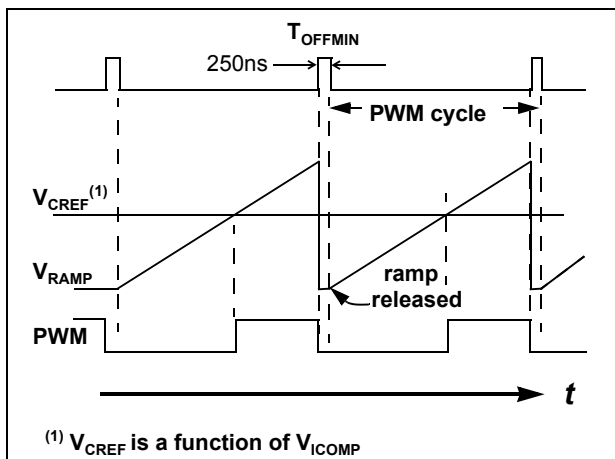 TOFFMIN
250ns
PWM cycle
VCREF(1)
VRAMP
ramp
released
PWM
t
(1) VCREF is a function of VICOMP